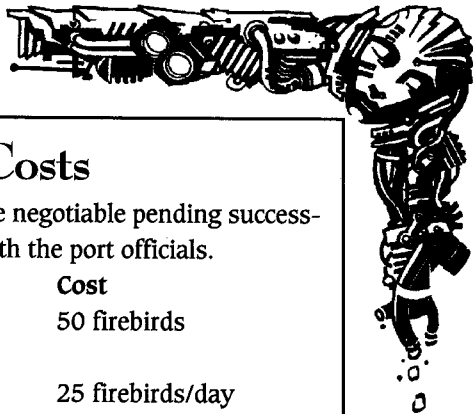 Costs
e negotiable pending success-
th the port officials.
Cost
50 firebirds
25 firebirds/day